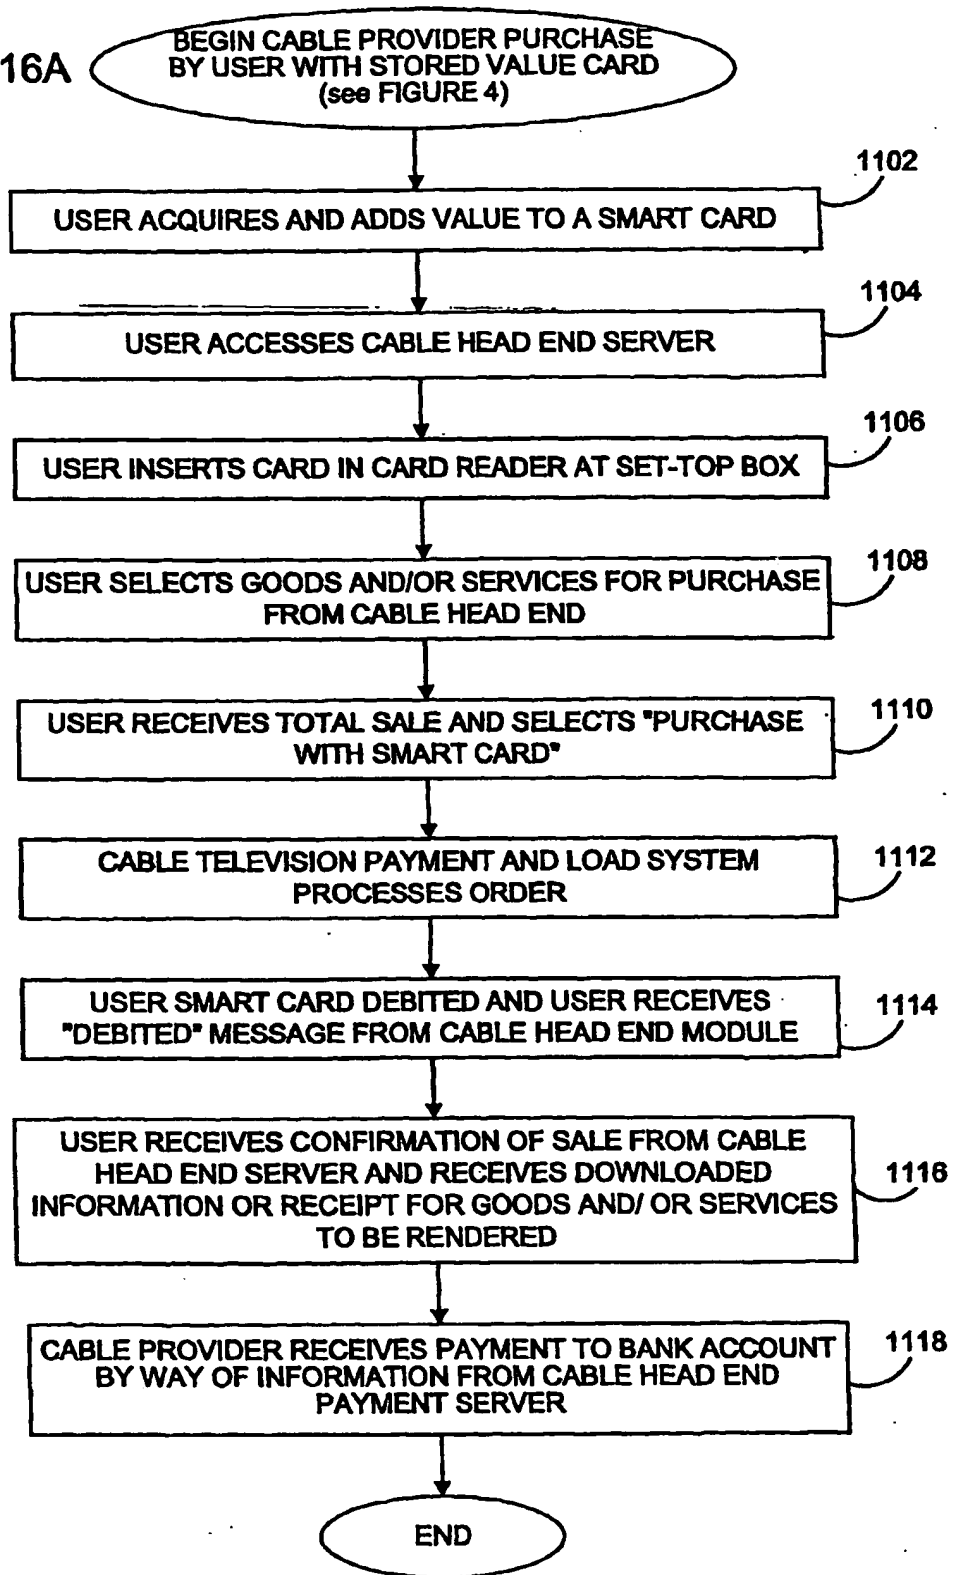 16A
BEGIN CABLE PROVIDER PURCHASE
BY USER WITH STORED VALUE CARD
(see FIGURE 4)
1102
USER ACQUIRES AND ADDS VALUE TO A SMART CARD
1104
USER ACCESSES CABLE HEAD END SERVER
1106
USER INSERTS CARD IN CARD READER AT SET-TOP BOX
1108
USER SELECTS GOODS AND/OR SERVICES FOR PURCHASE
FROM CABLE HEAD END
1110
USER RECEIVES TOTAL SALE AND SELECTS "PURCHASE
WITH SMART CARD"
1112
CABLE TELEVISION PAYMENT AND LOAD SYSTEM
PROCESSES ORDER
1114
USER SMART CARD DEBITED AND USER RECEIVES
"DEBITED" MESSAGE FROM CABLE HEAD END MODULE
1116
USER RECEIVES CONFIRMATION OF SALE FROM CABLE
HEAD END SERVER AND RECEIVES DOWNLOADED
INFORMATION OR RECEIPT FOR GOODS AND/ OR SERVICES
TO BE RENDERED
1118
CABLE PROVIDER RECEIVES PAYMENT TO BANK ACCOUNT
BY WAY OF INFORMATION FROM CABLE HEAD END
PAYMENT SERVER
END